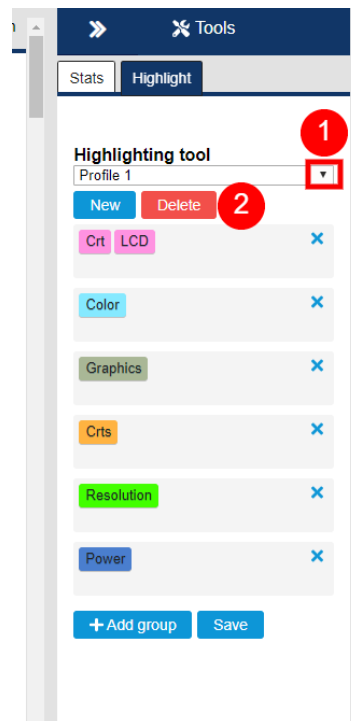 Tools
Stats Highlight
1
Highlighting tool
Profile 1
New Delete 2
Crt LCD
Color
Graphics
Crts
Resolution
Power
Add group Save